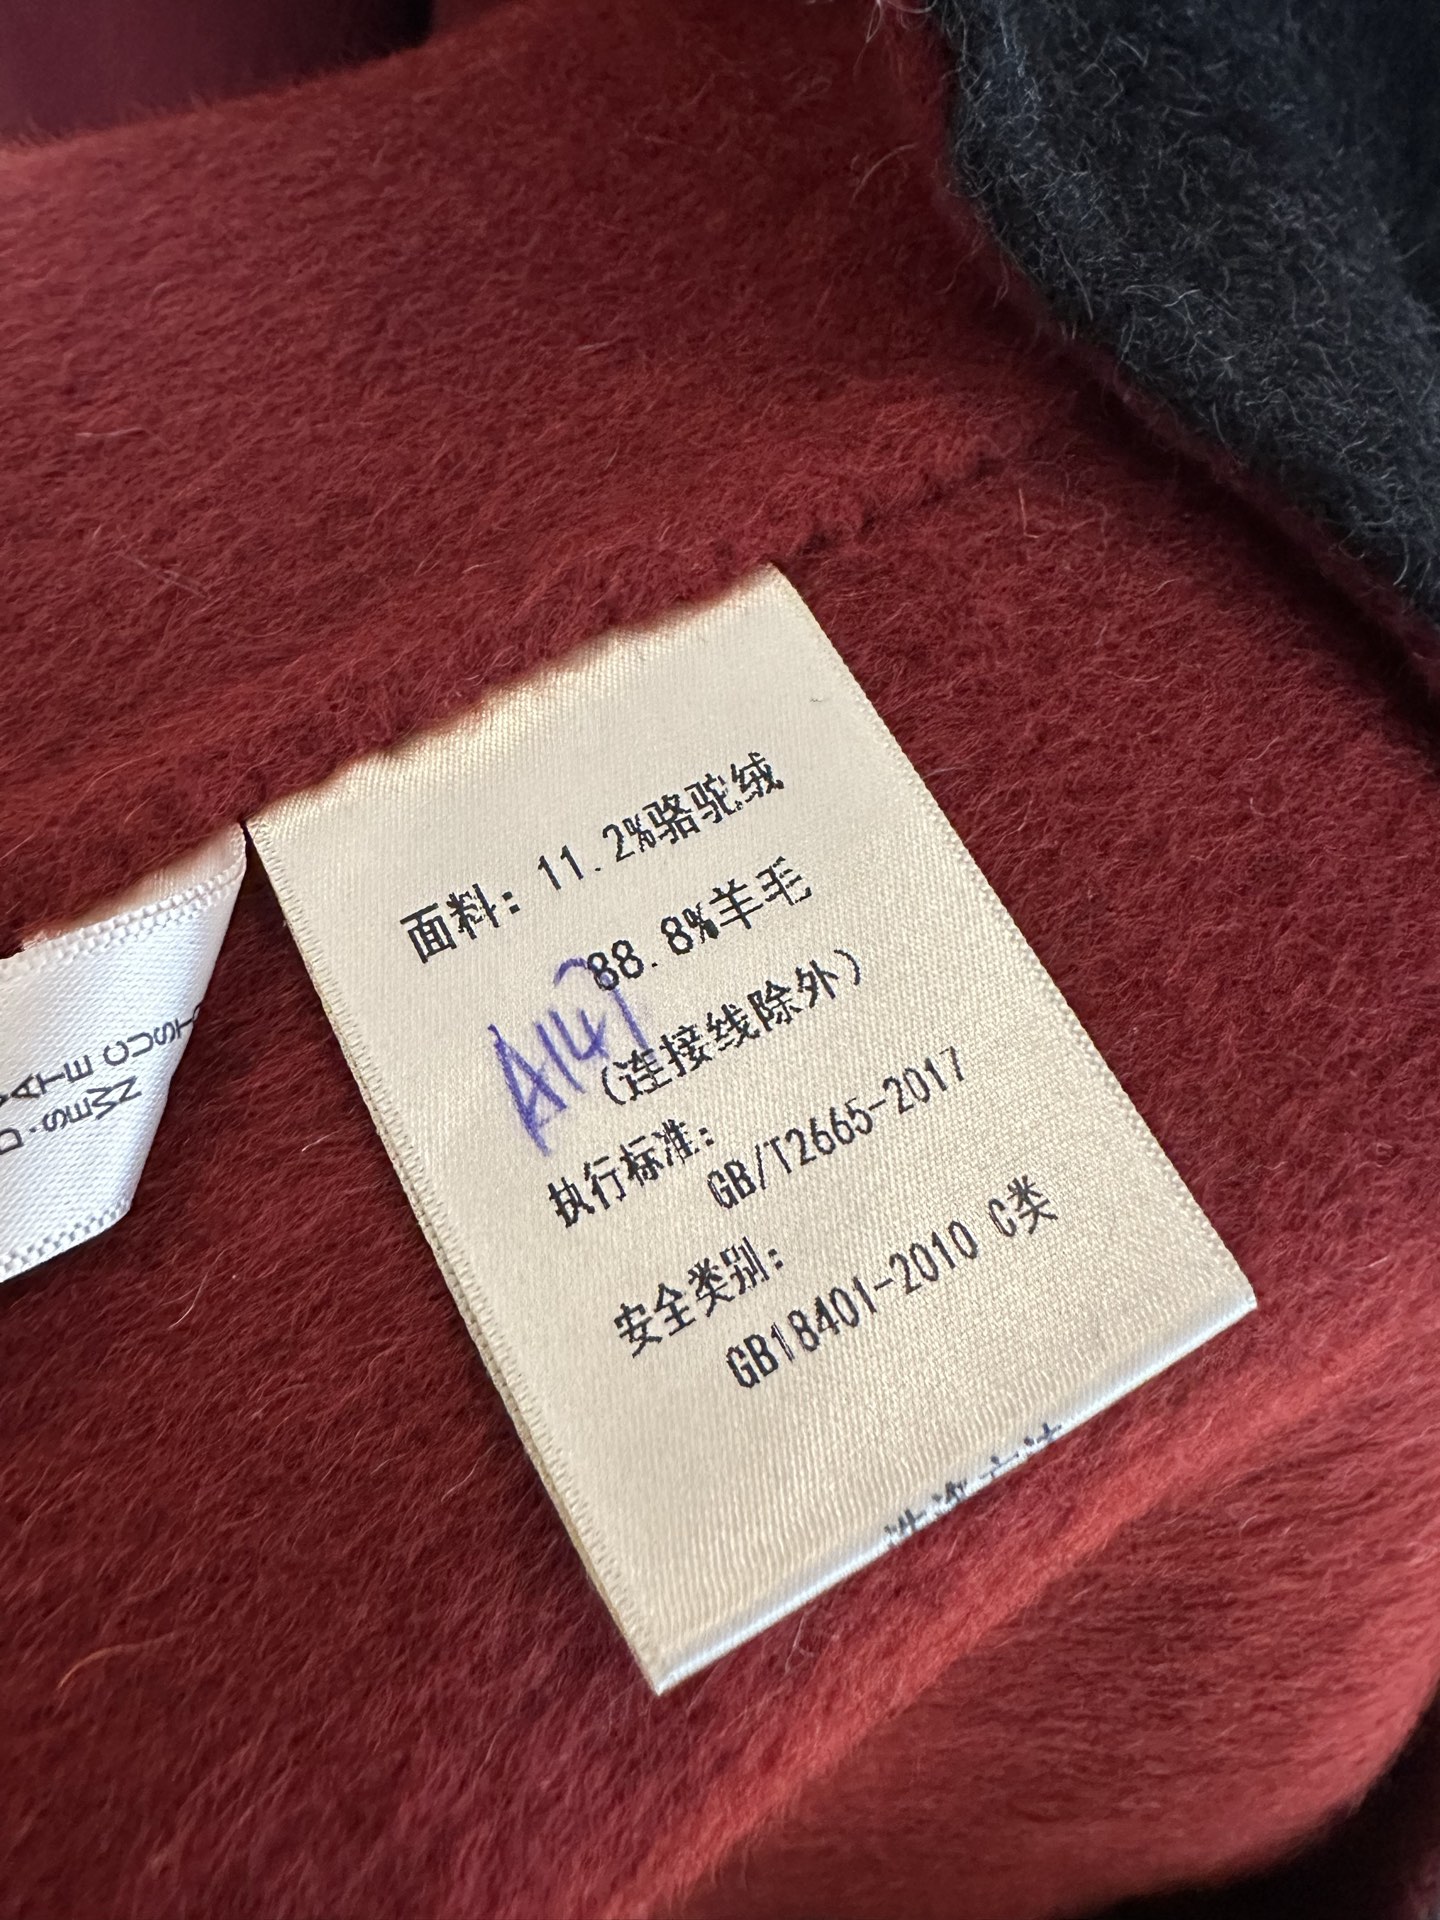 面料：11.2%骆驼绒
88.8%羊毛
（连接线除外）
A147
执行标准：
GB/T2665-2017
安全类别：
GB18401-2010 C类